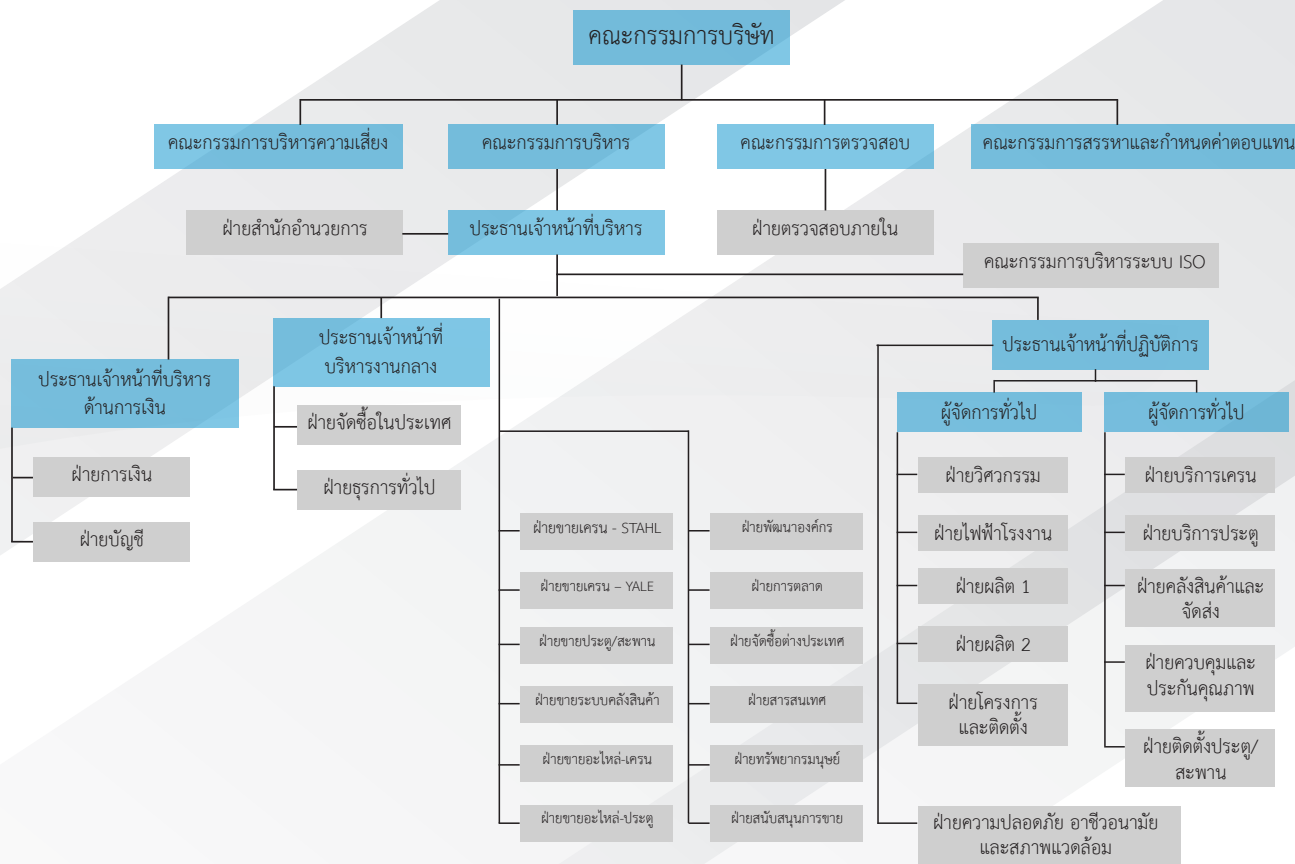 คณะกรรมการบริษัท
คณะกรรมการบริหารความเสี่ยง
คณะกรรมการบริหาร
คณะกรรมการตรวจสอบ
คณะกรรมการสรรหาและกำหนดค่าตอบแทน
ฝ่ายสำนักอำนวยการ
ประธานเจ้าหน้าที่บริหาร
ฝ่ายตรวจสอบภายใน
คณะกรรมการบริหารระบบ ISO
ประธานเจ้าหน้าที่บริหาร
ด้านการเงิน
ฝ่ายการเงิน
ฝ่ายบัญชี
ประธานเจ้าหน้าที่
บริหารงานกลาง
ฝ่ายจัดซื้อในประเทศ
ฝ่ายธุรการทั่วไป
ฝ่ายขายเครน - STAHL
ฝ่ายขายเครน – YALE
ฝ่ายขายประตู/สะพาน
ฝ่ายขายระบบคลังสินค้า
ฝ่ายขายอะไหล่-เครน
ฝ่ายขายอะไหล่-ประตู
ฝ่ายพัฒนาองค์กร
ฝ่ายการตลาด
ฝ่ายจัดซื้อต่างประเทศ
ฝ่ายสารสนเทศ
ฝ่ายทรัพยากรมนุษย์
ฝ่ายสนับสนุนการขาย
ประธานเจ้าหน้าที่ปฏิบัติการ
ผู้จัดการทั่วไป
ฝ่ายวิศวกรรม
ฝ่ายไฟฟ้าโรงงาน
ฝ่ายผลิต 1
ฝ่ายผลิต 2
ฝ่ายโครงการ
และติดตั้ง
ผู้จัดการทั่วไป
ฝ่ายบริการเครน
ฝ่ายบริการประตู
ฝ่ายคลังสินค้าและ
จัดส่ง
ฝ่ายควบคุมและ
ประกันคุณภาพ
ฝ่ายติดตั้งประตู/
สะพาน
ฝ่ายความปลอดภัย อาชีวอนามัย
และสภาพแวดล้อม